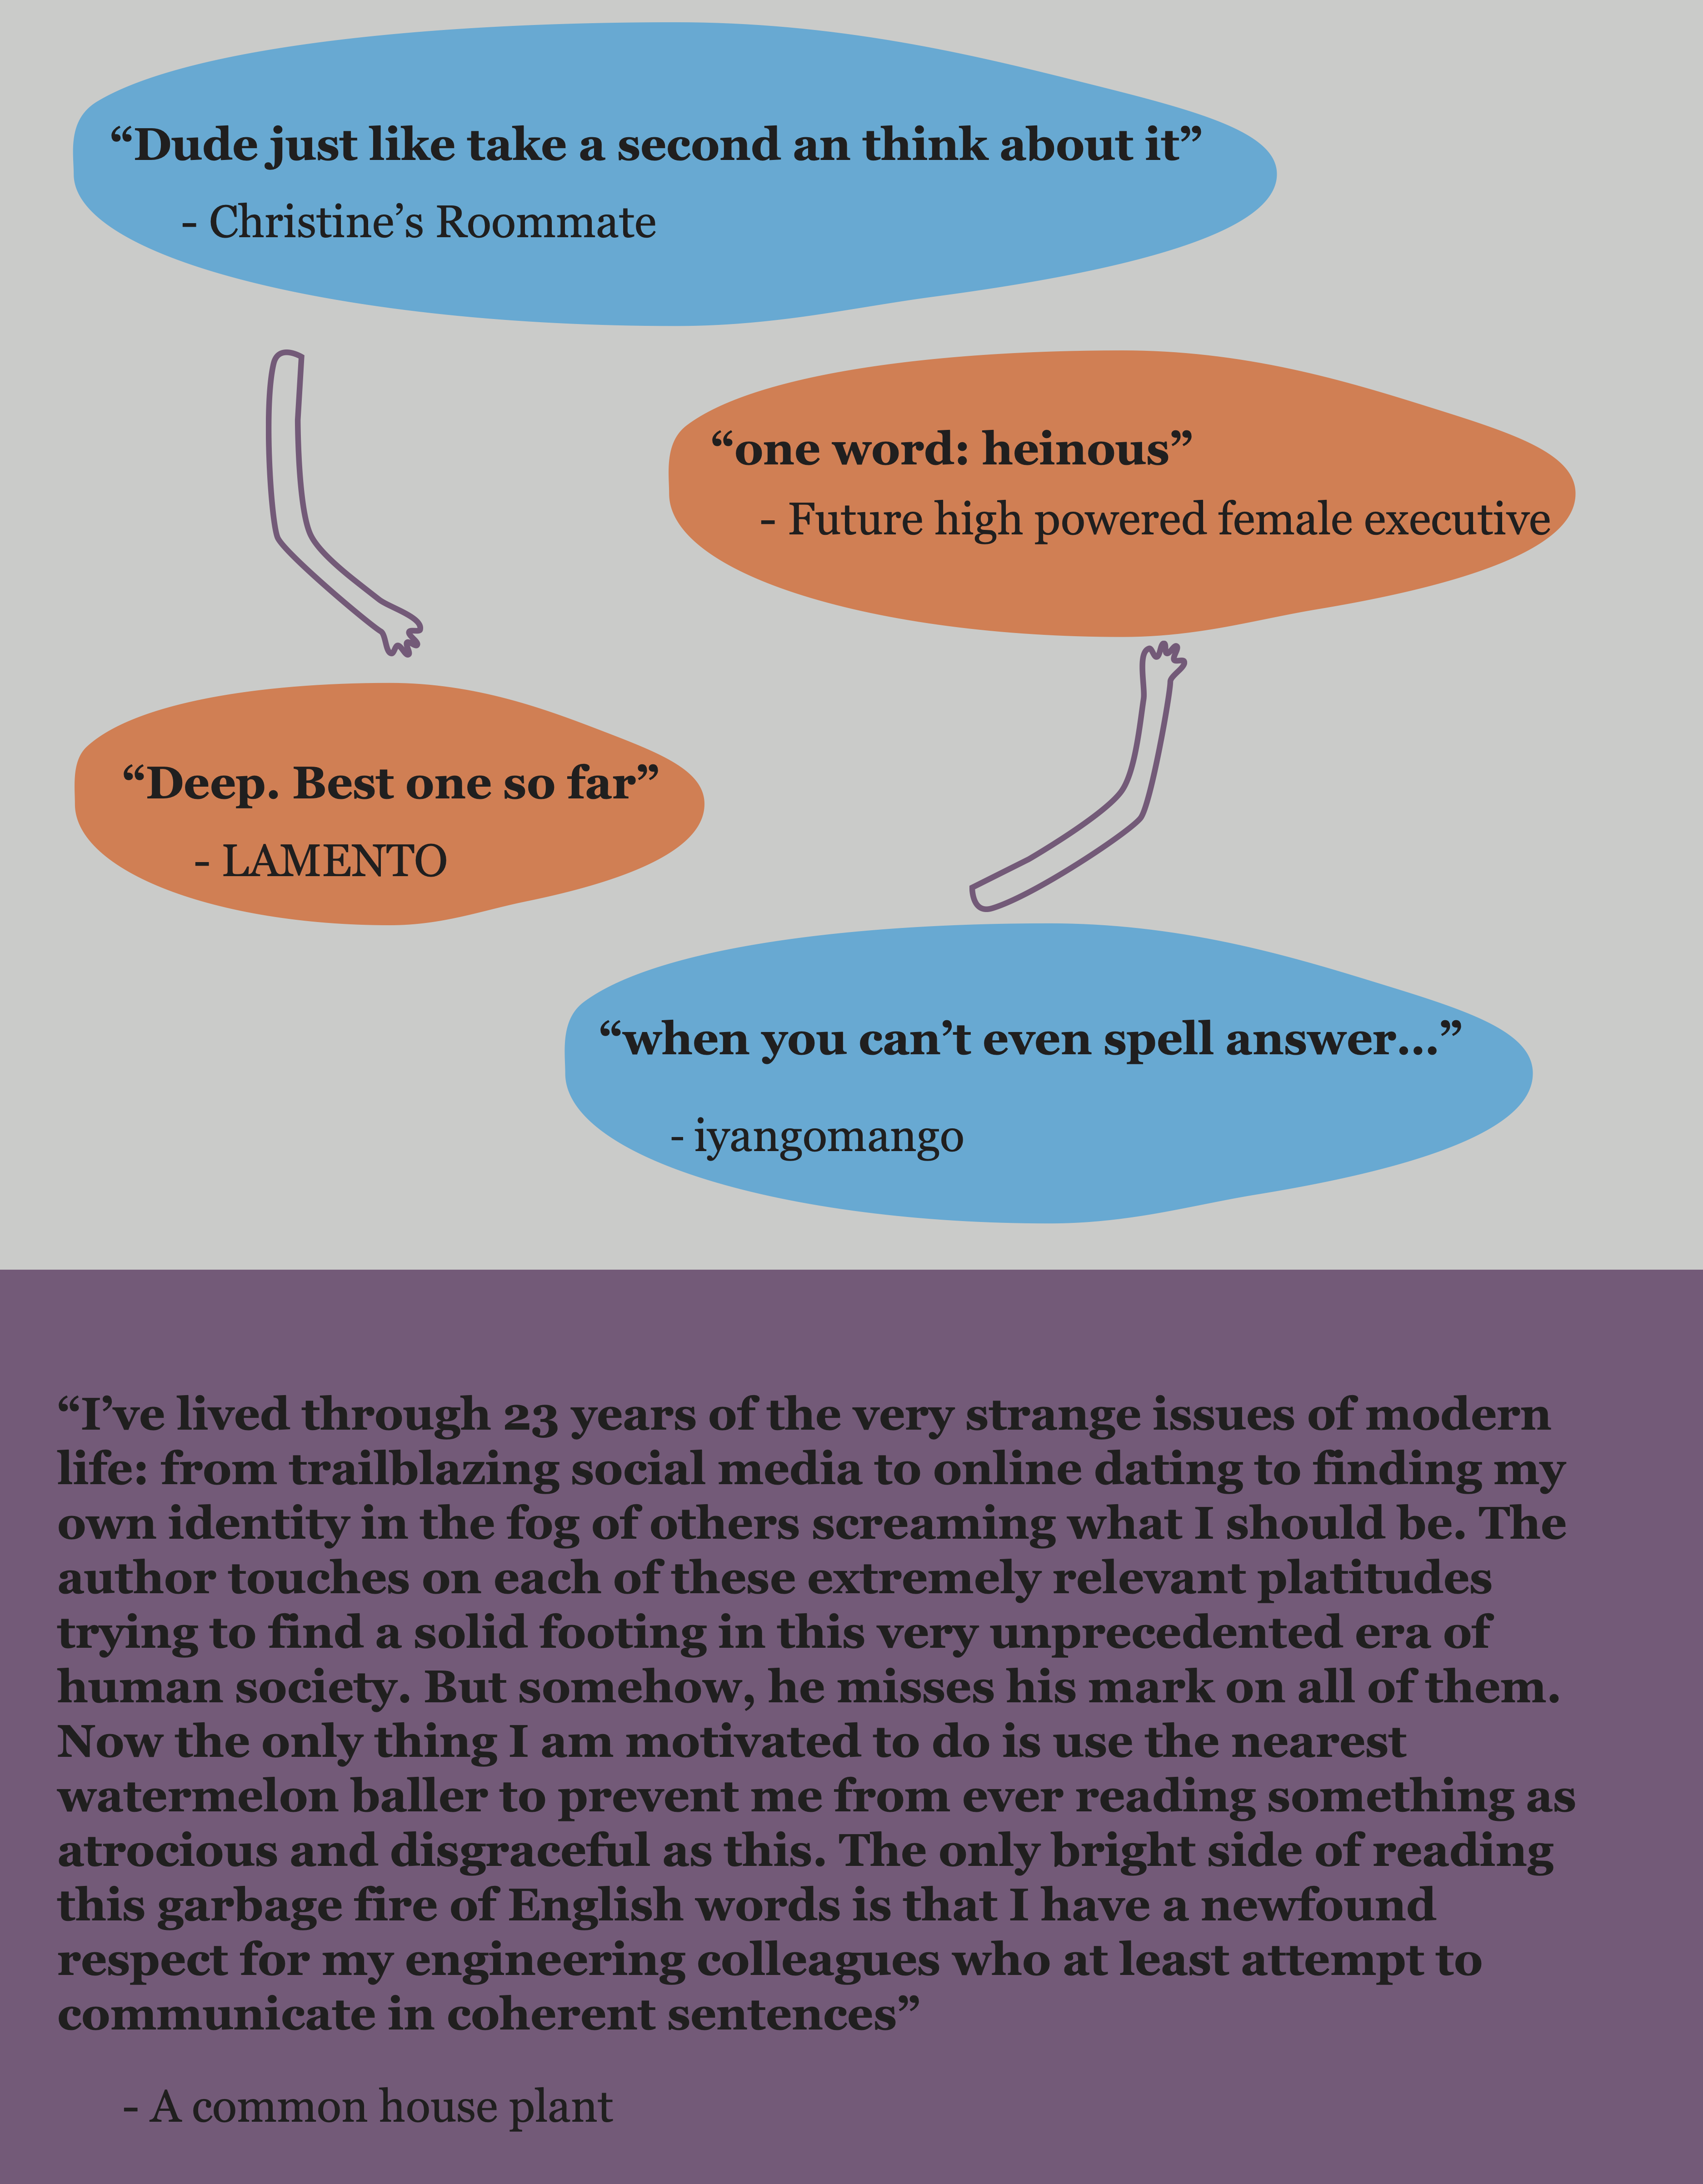 “Dude just like take a second an think about it”
- Christine’s Roommate
“one word: heinous”
- Future high powered female executive
“Deep. Best one so far”
- LAMENTO
“when you can’t even spell answer...”
- iyangomango
“I’ve lived through 23 years of the very strange issues of modern
life: from trailblazing social media to online dating to finding my
own identity in the fog of others screaming what I should be. The
author touches on each of these extremely relevant platitudes
trying to find a solid footing in this very unprecedented era of
human society. But somehow, he misses his mark on all of them.
Now the only thing I am motivated to do is use the nearest
watermelon baller to prevent me from ever reading something as
atrocious and disgraceful as this. The only bright side of reading
this garbage fire of English words is that I have a newfound
respect for my engineering colleagues who at least attempt to
communicate in coherent sentences”
- A common house plant